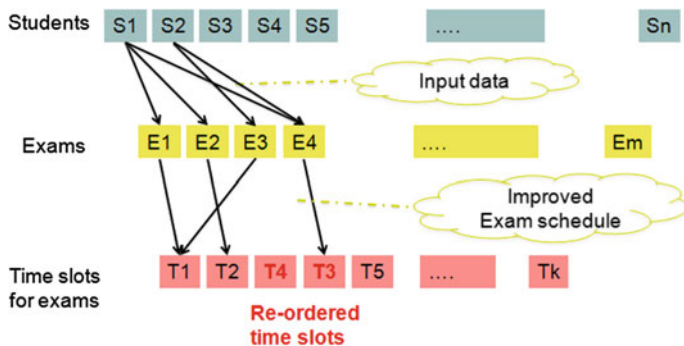 Students S1 S2 S3 S4 S5 .... Sn
Input data
Exams E1 E2 E3 E4 .... Em
Improved
Exam schedule
Time slots
for exams
T1 T2 T4 T3 T5 .... Tk
Re-ordered
time slots